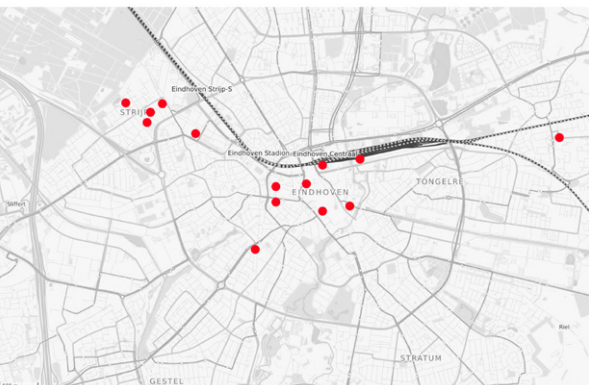 Eindhoven Strijp-S
STRIJP
Eindhoven Stadion
Eindhoven Centraal
TONGELRE
EINDHOVEN
Sliffert
Riel
STRATUM
GESTEL